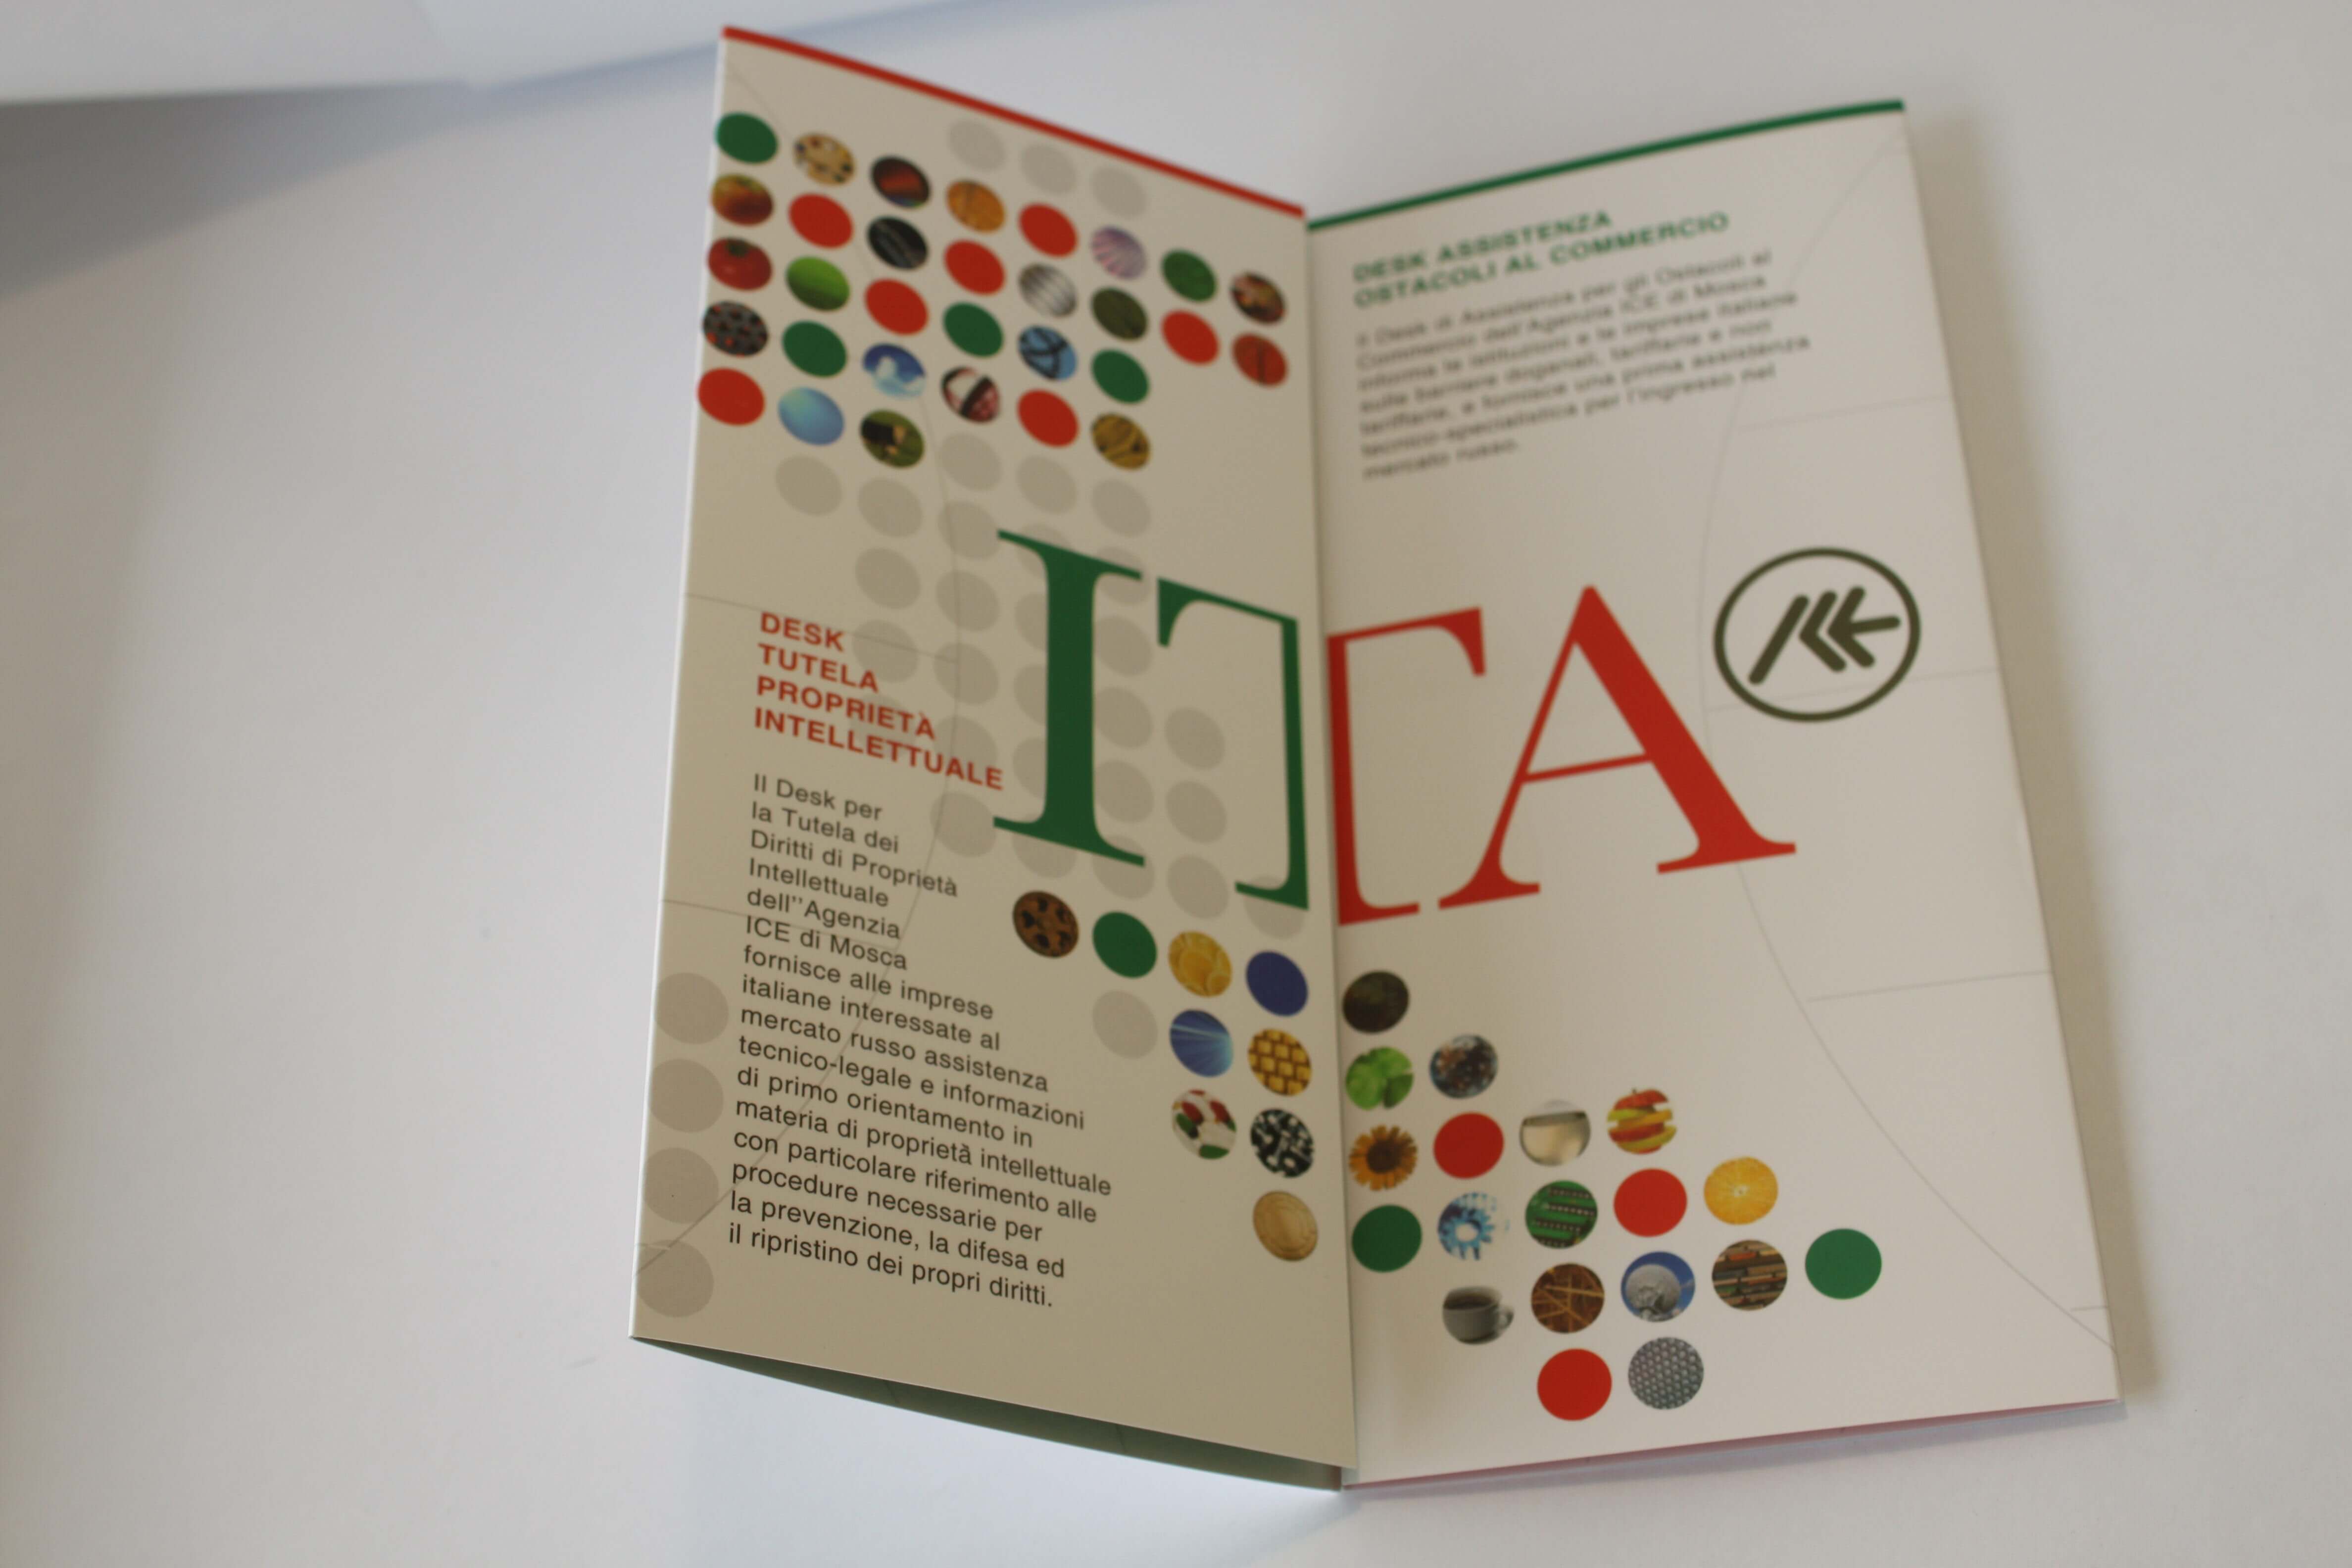 DESK
TUTELA
PROPRIETÀ
INTELLETTUALE
Il Desk per
la Tutela dei
Diritti di Proprietà
Intellettuale
dell''Agenzia
ICE di Mosca
fornisce alle imprese
italiane interessate al
mercato russo assistenza
tecnico-legale e informazioni
di primo orientamento in
materia di proprietà intellettuale
con particolare riferimento alle
procedure necessarie per
la prevenzione, la difesa ed
il ripristino dei propri diritti.
ITA
DESK ASSISTENZA
OSTACOLI AL COMMERCIO
Il Desk di Assistenza per gli Ostacoli al
Commercio dell'Agenzia ICE di Mosca
informa le istituzioni e le imprese italiane
sulle barriere doganali, tariffarie e non
tariffarie, e fornisce una prima assistenza
tecnico-specialistica per l'ingresso nel
mercato russo.